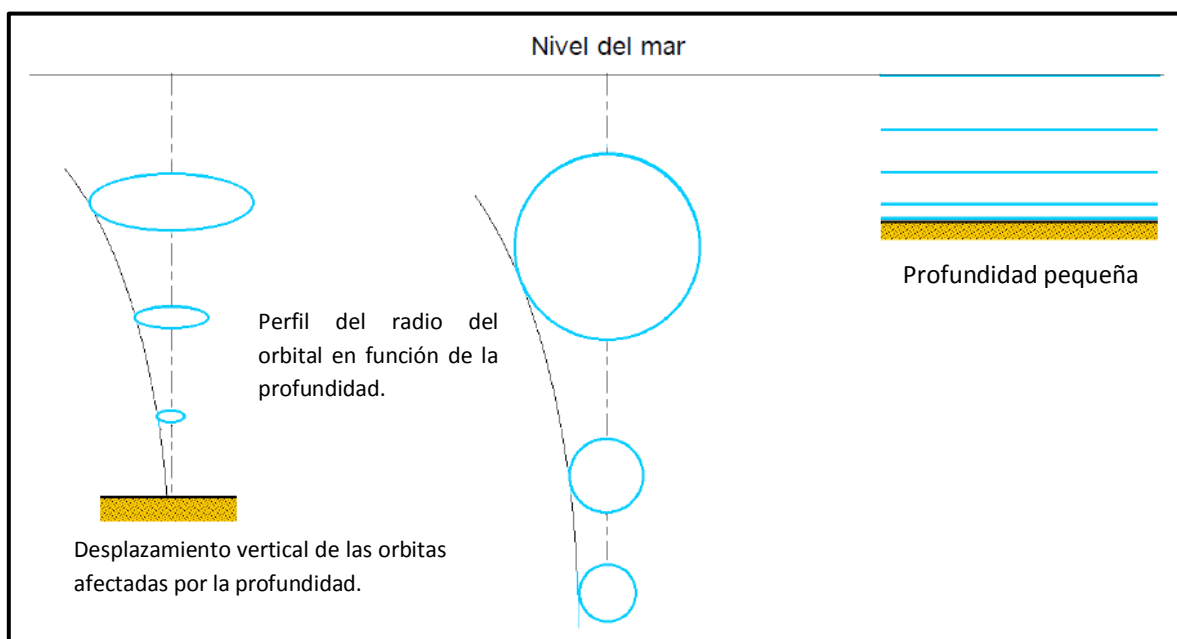 Nivel del mar
Perfil del radio del
orbital en función de la
profundidad.
Profundidad pequeña
Desplazamiento vertical de las orbitas
afectadas por la profundidad.